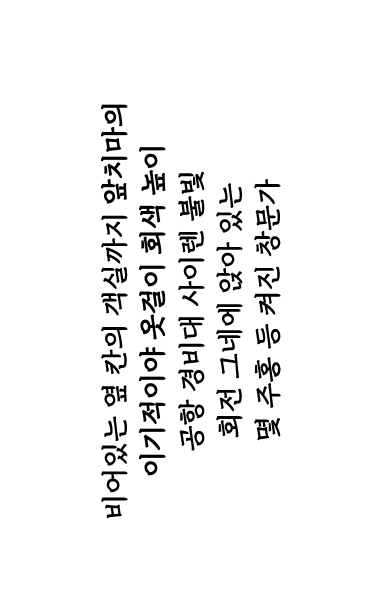 비어있는 옆 칸의 객실까지 앞치마의
이기적이야 옷걸이 회색 높이
공항 경비대 사이렌 불빛
회전 그네에 앉아 있는
몇 주홍 등 켜진 창문가